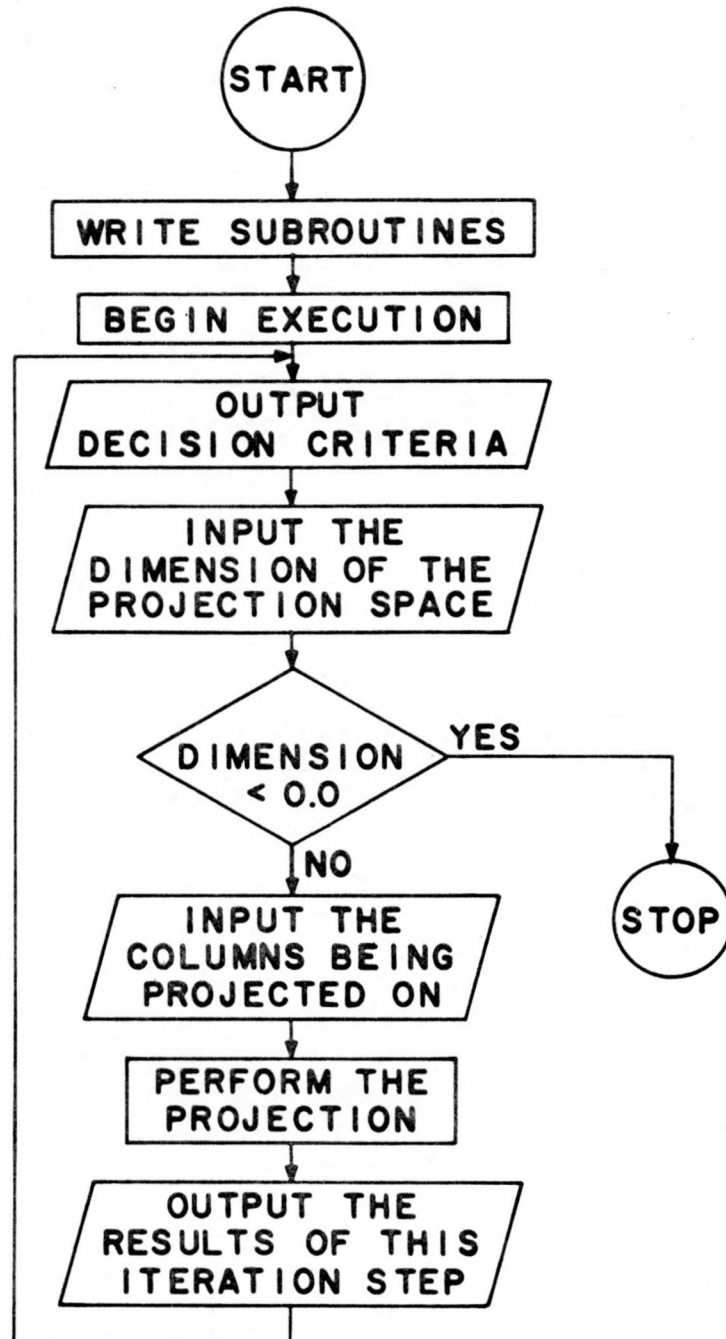 START
WRITE SUBROUTINES
BEGIN EXECUTION
OUTPUT
DECISION CRITERIA
INPUT THE
DIMENSION OF THE
PROJECTION SPACE
DIMENSION
< 0.0
YES
NO
STOP
INPUT THE
COLUMNS BEING
PROJECTED ON
PERFORM THE
PROJECTION
OUTPUT THE
RESULTS OF THIS
ITERATION STEP